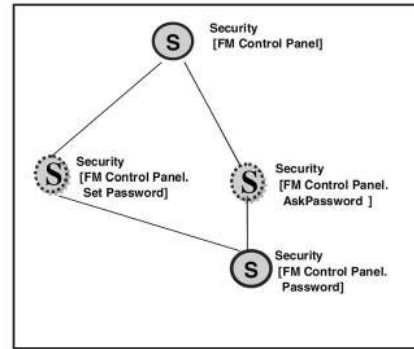 S
Security
[FM Control Panel]
S
Security
[FM Control Panel.
Set Password]
S
Security
[FM Control Panel.
AskPassword ]
S
Security
[FM Control Panel.
Password]